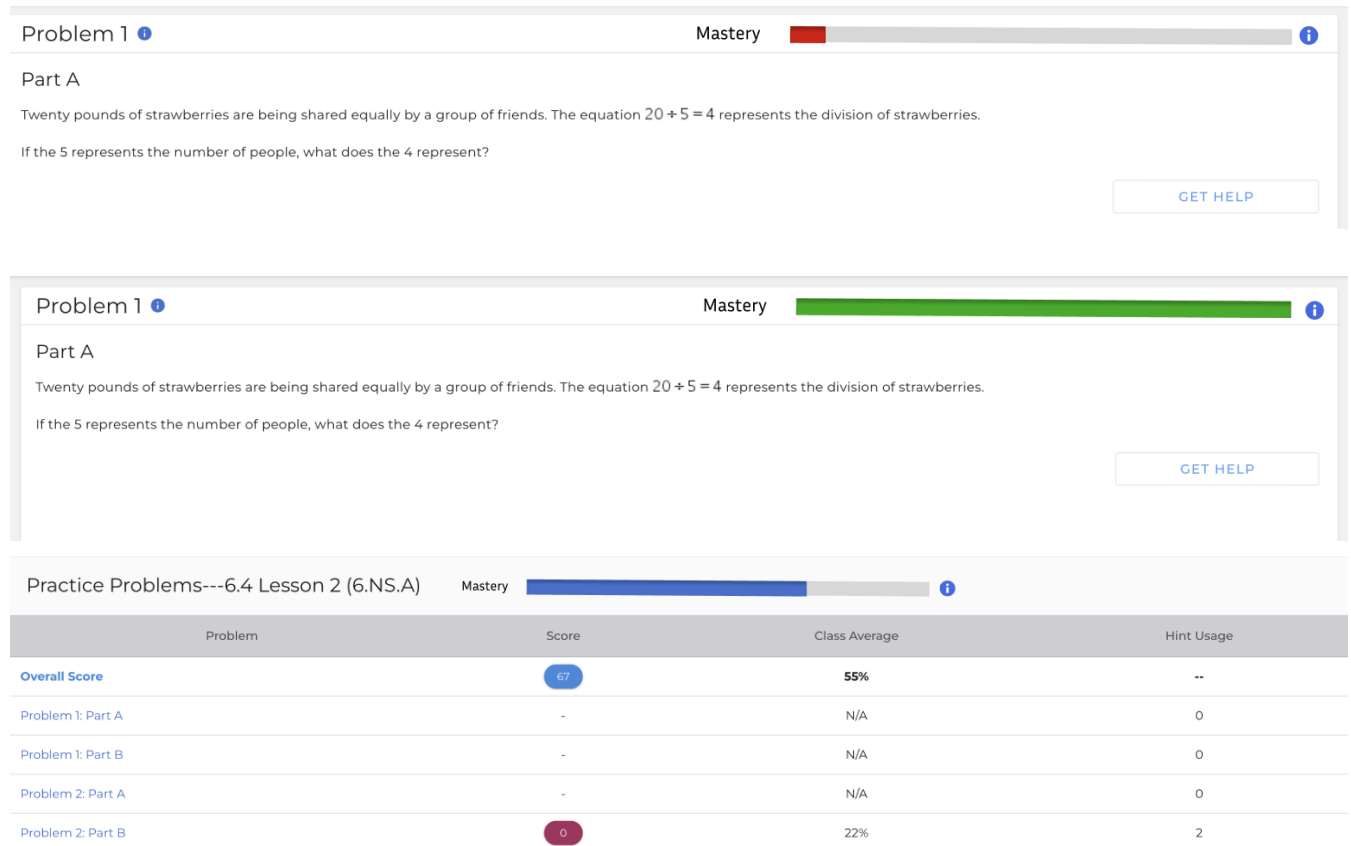 Problem 1 Mastery
Part A
Twenty pounds of strawberries are being shared equally by a group of friends. The equation 20 ÷ 5 = 4 represents the division of strawberries.
If the 5 represents the number of people, what does the 4 represent?
GET HELP
Problem 1 Mastery
Part A
Twenty pounds of strawberries are being shared equally by a group of friends. The equation 20 ÷ 5 = 4 represents the division of strawberries.
If the 5 represents the number of people, what does the 4 represent?
GET HELP
Practice Problems---6.4 Lesson 2 (6.NS.A) Mastery
Problem Score Class Average Hint Usage
Overall Score 67 55% --
Problem 1: Part A - N/A 0
Problem 1: Part B - N/A 0
Problem 2: Part A - N/A 0
Problem 2: Part B 0 22% 2